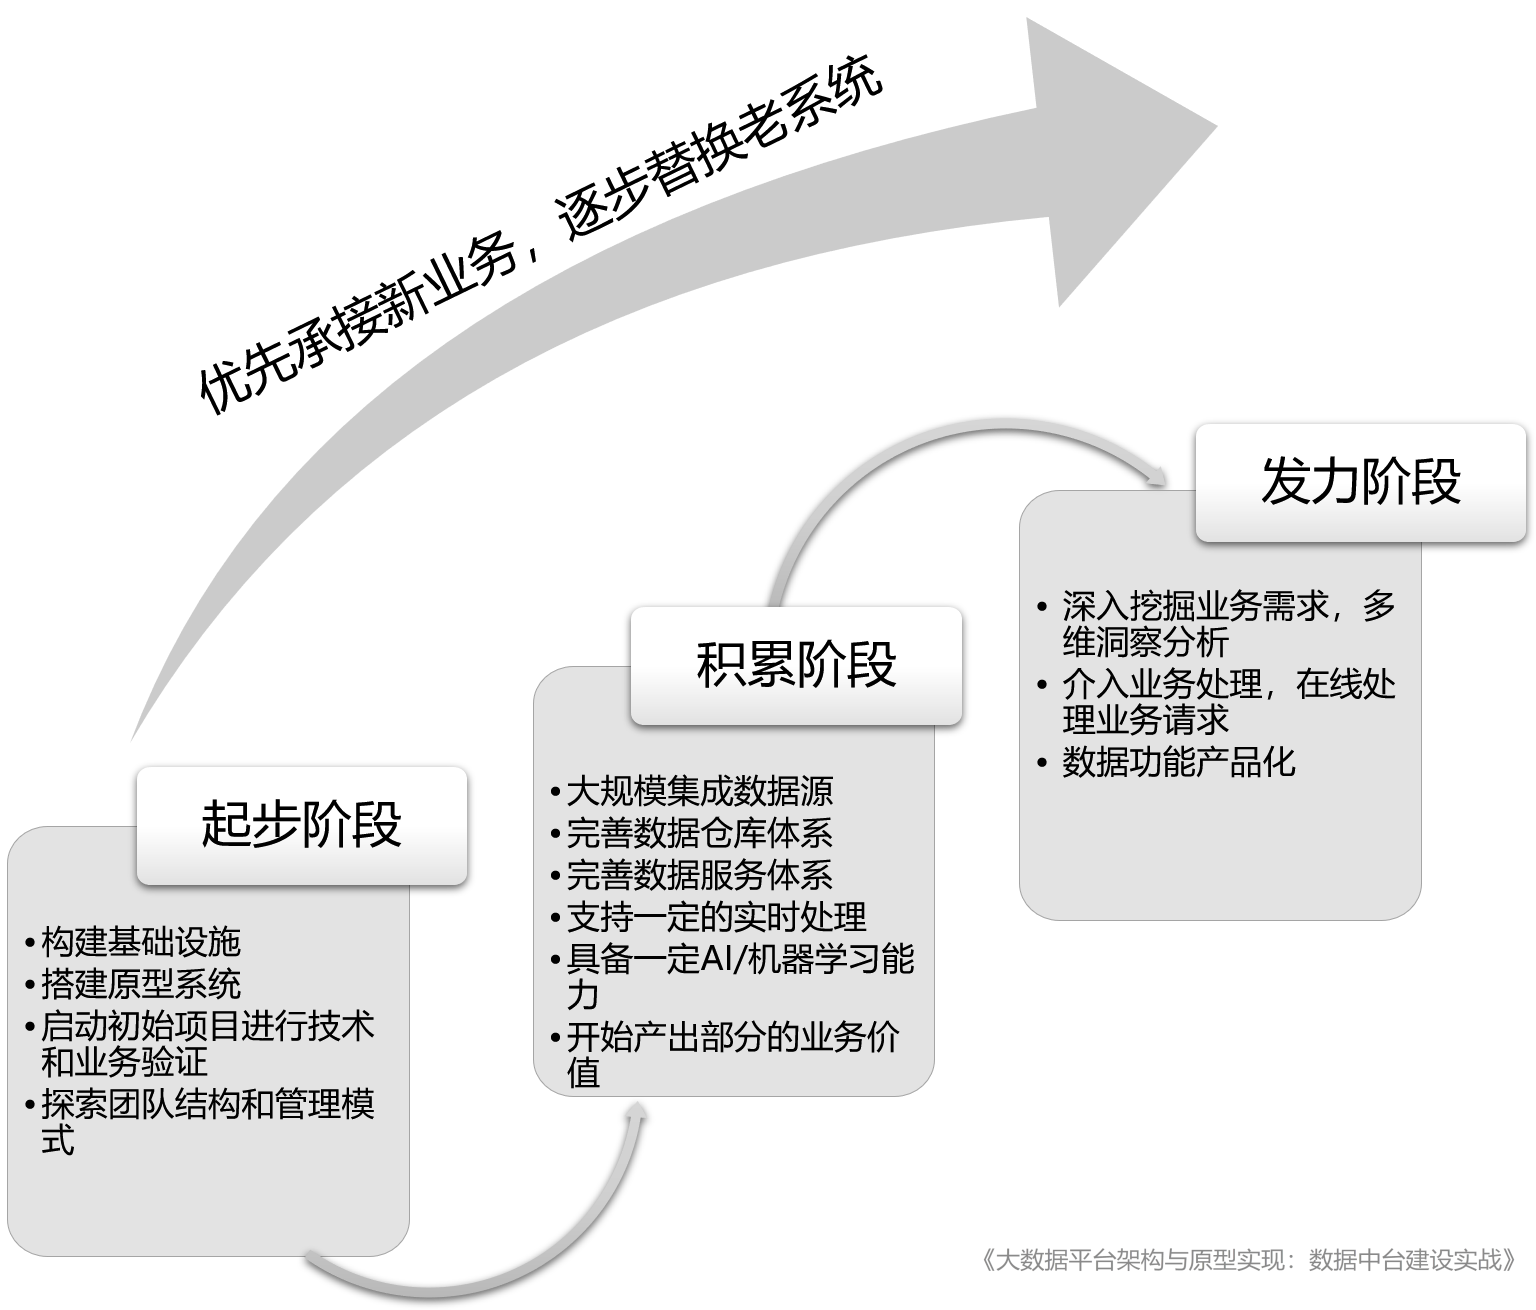 优先承接新业务，逐步替换老系统
起步阶段
•构建基础设施
•搭建原型系统
•启动初始项目进行技术
和业务验证
•探索团队结构和管理模
式
积累阶段
•大规模集成数据源
•完善数据仓库体系
•完善数据服务体系
•支持一定的实时处理
•具备一定AI/机器学习能
力
•开始产出部分的业务价
值
发力阶段
• 深入挖掘业务需求，多
维洞察分析
• 介入业务处理，在线处
理业务请求
• 数据功能产品化
《大数据平台架构与原型实现：数据中台建设实战》